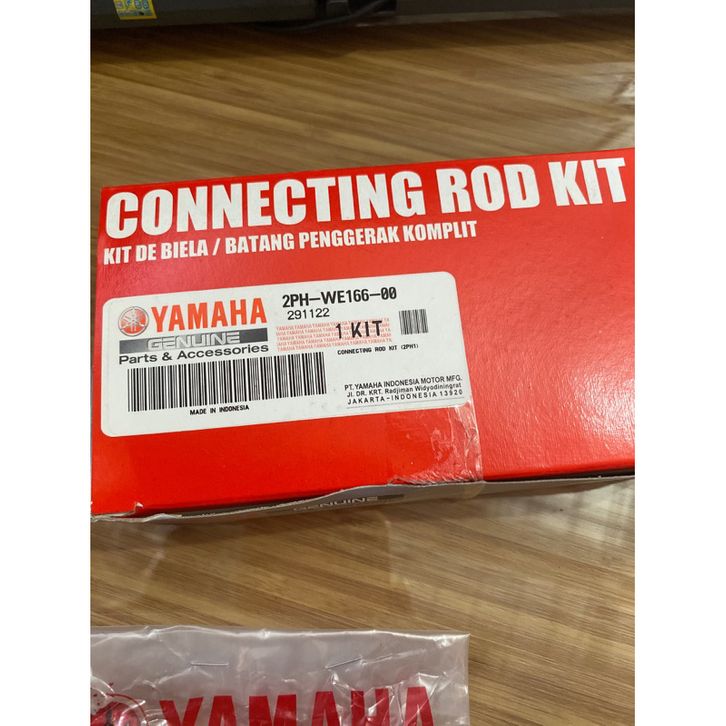 CONNECTING ROD KIT
KIT DE BIELA / BATANG PENGGERAK KOMPLIT
YAMAHA
GENUINE
Parts & Accessories
2PH-WE166-00
291122
1 KIT
CONNECTING ROD KIT (2PH1)
MADE IN INDONESIA
PT. YAMAHA INDONESIA MOTOR MFG.
Jl. DR. KRT. Radjiman Widyodiningrat
JAKARTA-INDONESIA 13920
GENUINE
YAMAHA